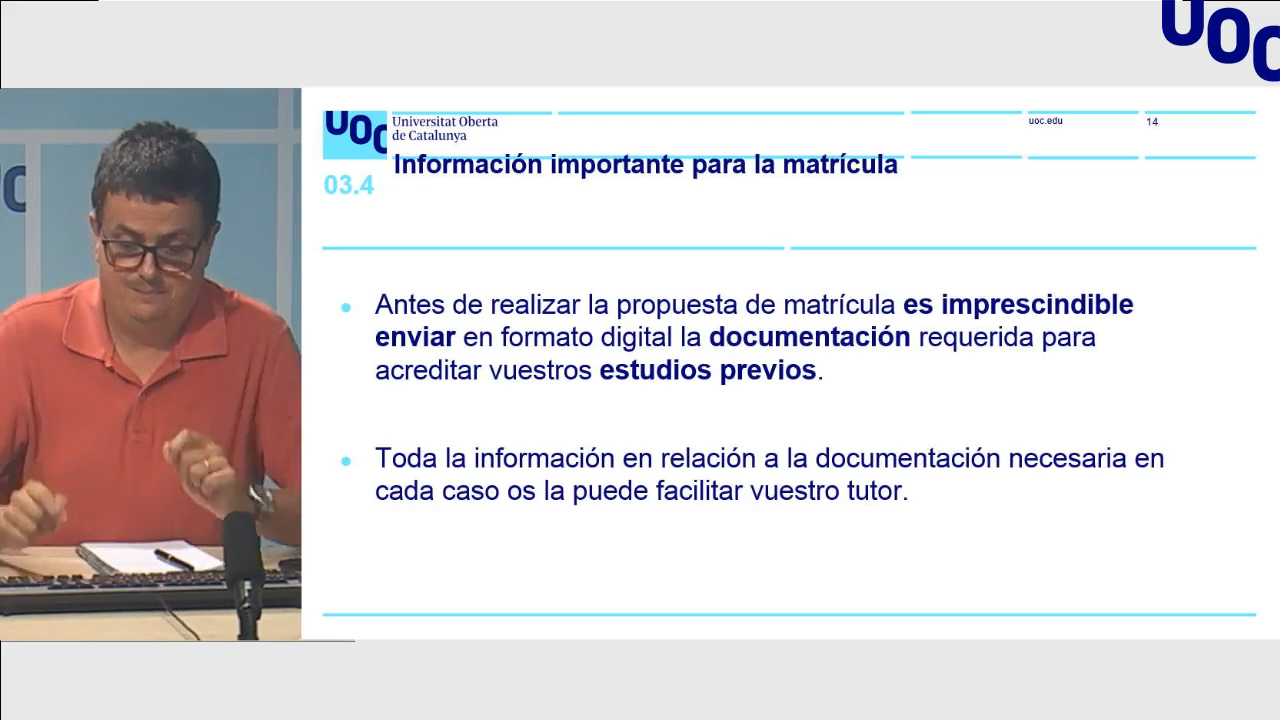 UOC
UOC
Universitat Oberta
de Catalunya
uoc.edu
14
03.4
Información importante para la matrícula
Antes de realizar la propuesta de matrícula es imprescindible
enviar en formato digital la documentación requerida para
acreditar vuestros estudios previos.
Toda la información en relación a la documentación necesaria en
cada caso os la puede facilitar vuestro tutor.